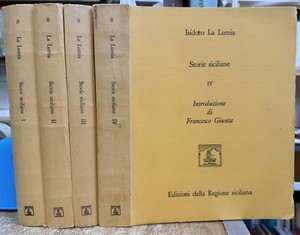 La Lumia
Storie siciliane I
La Lumia
Storie siciliane II
La Lumia
Storie siciliane III
La Lumia
Storie siciliane IV
Isidoro La Lumia
Storie siciliane
IV
Introduzione
di
Francesco Giunta
Edizioni della Regione siciliana